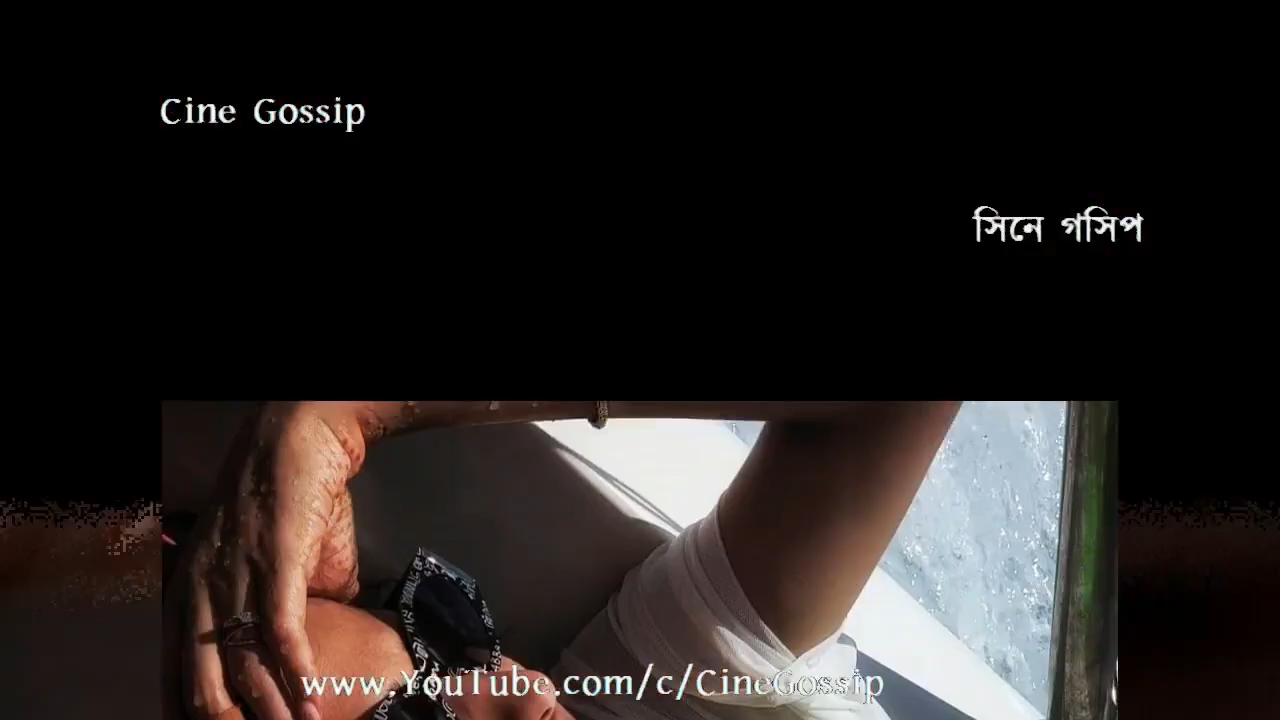 Cine Gossip
সিনে গসিপ
www.YouTube.com/c/CineGossip